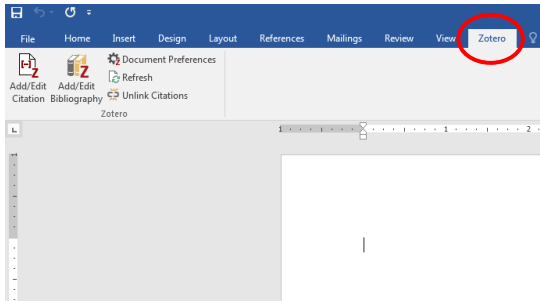 File Home Insert Design Layout References Mailings Review View Zotero
Document Preferences
Add/Edit Add/Edit Refresh
Citation Bibliography Unlink Citations
Zotero
1 1 2
1